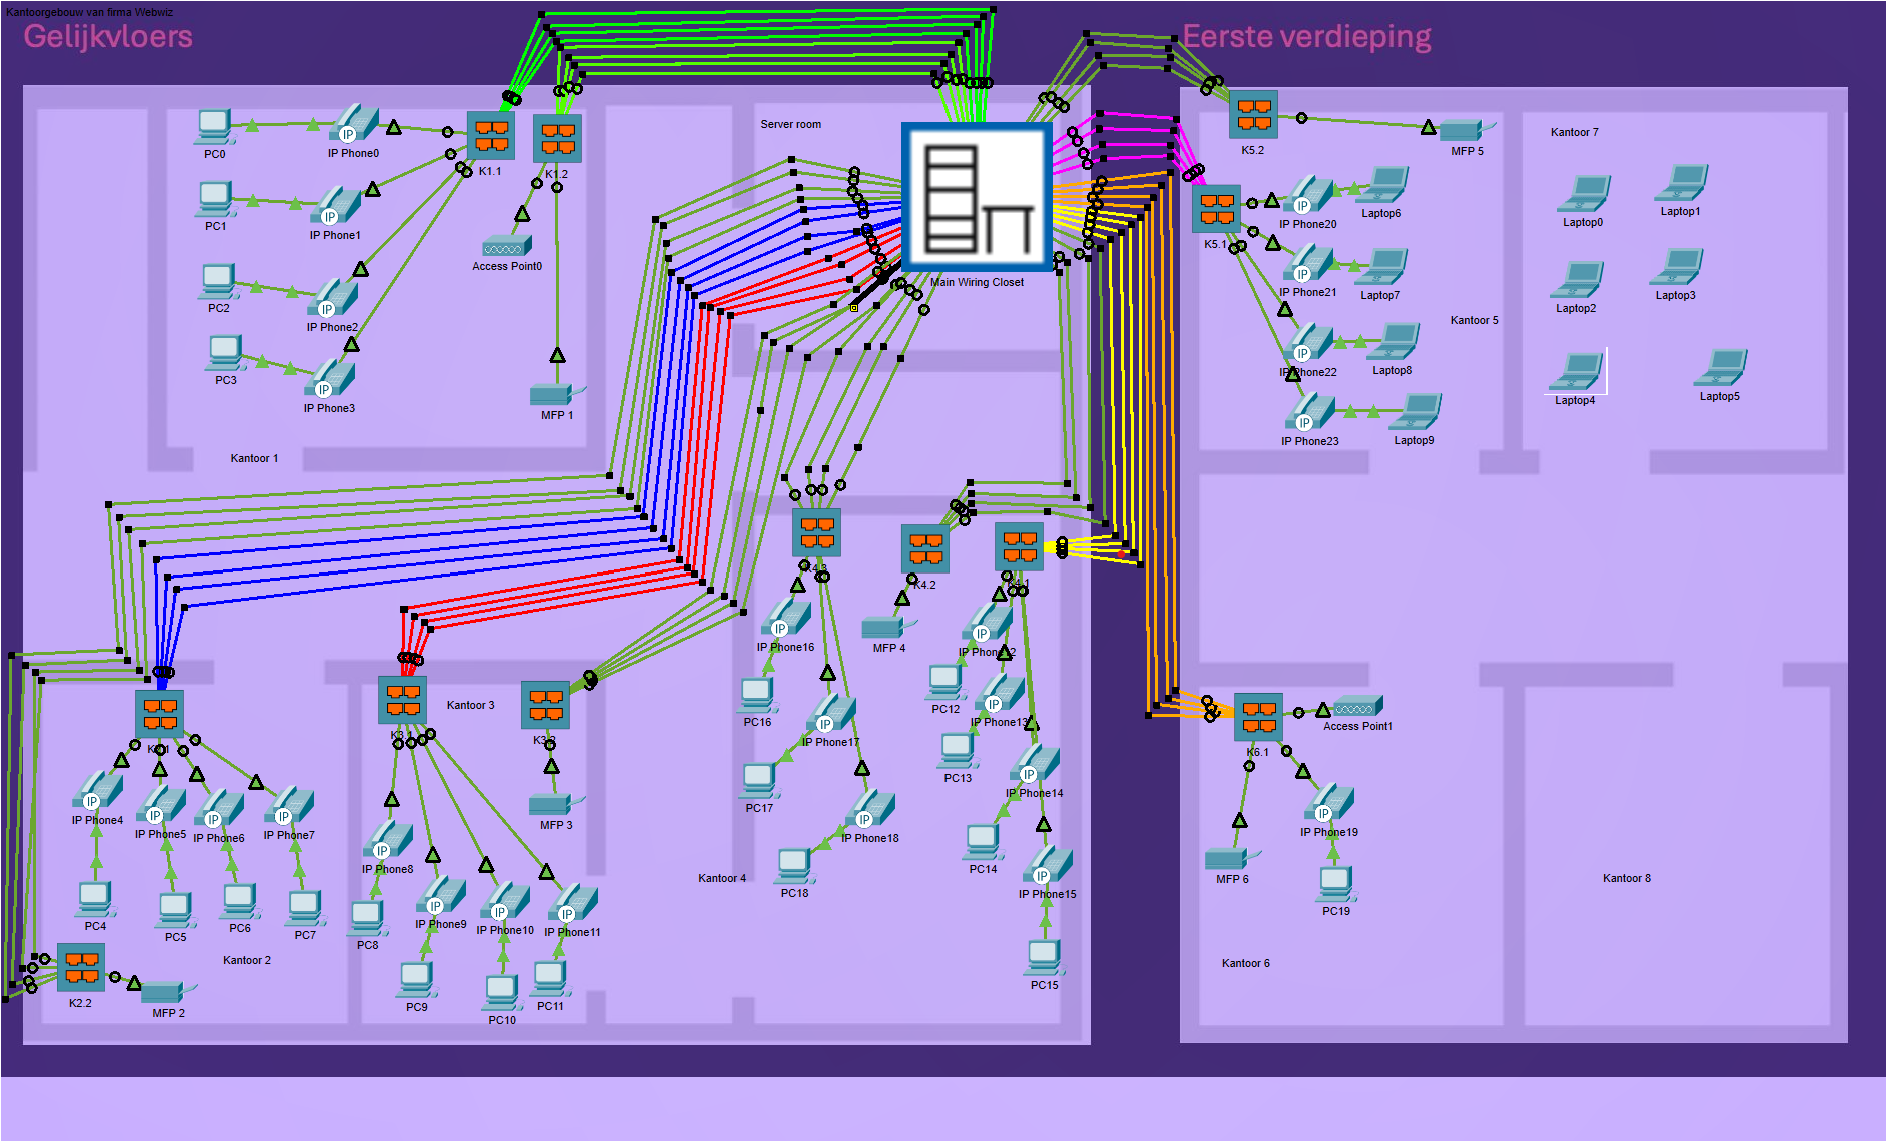 Kantoorgebouw van firma Webwiz
Gelijkvloers
Eerste verdieping
Server room
Main Wiring Closet
PC0
IP Phone0
K1.1
K1.2
PC1
IP Phone1
Access Point0
PC2
IP Phone2
PC3
IP Phone3
MFP 1
Kantoor 1
K5.2
MFP 5
Kantoor 7
K5.1
IP Phone20
Laptop6
Laptop0
Laptop1
IP Phone21
Laptop7
Laptop2
Laptop3
Kantoor 5
IP Phone22
Laptop8
Laptop4
Laptop5
IP Phone23
Laptop9
K4.3
K4.2
K4.1
IP Phone16
MFP 4
IP Phone12
PC16
PC12
IP Phone13
IP Phone17
PC13
PC17
IP Phone14
IP Phone18
PC14
PC18
IP Phone15
PC15
Kantoor 4
K2.1
IP Phone4
IP Phone5
IP Phone6
IP Phone7
PC4
PC5
PC6
PC7
Kantoor 2
K2.2
MFP 2
K3.1
Kantoor 3
K3.2
MFP 3
IP Phone8
IP Phone9
IP Phone10
IP Phone11
PC8
PC9
PC10
PC11
K6.1
Access Point1
IP Phone19
MFP 6
PC19
Kantoor 6
Kantoor 8